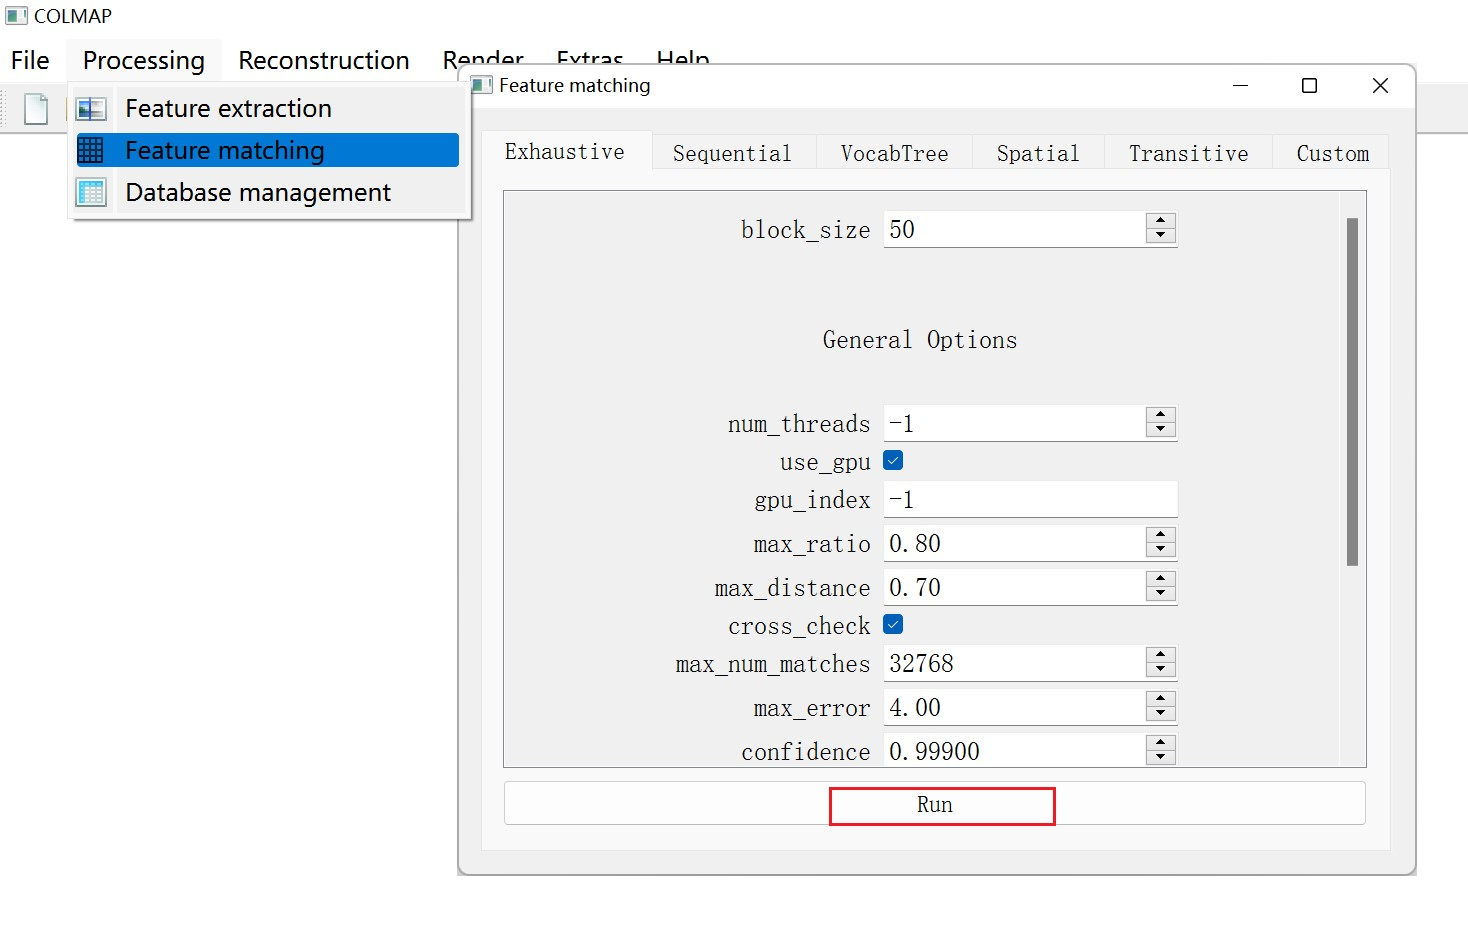 COLMAP
File Processing Reconstruction Render Extras Help
Feature extraction
Feature matching
Database management
Feature matching
Exhaustive Sequential VocabTree Spatial Transitive Custom
block_size 50
General Options
num_threads -1
use_gpu
gpu_index -1
max_ratio 0.80
max_distance 0.70
cross_check
max_num_matches 32768
max_error 4.00
confidence 0.99900
Run